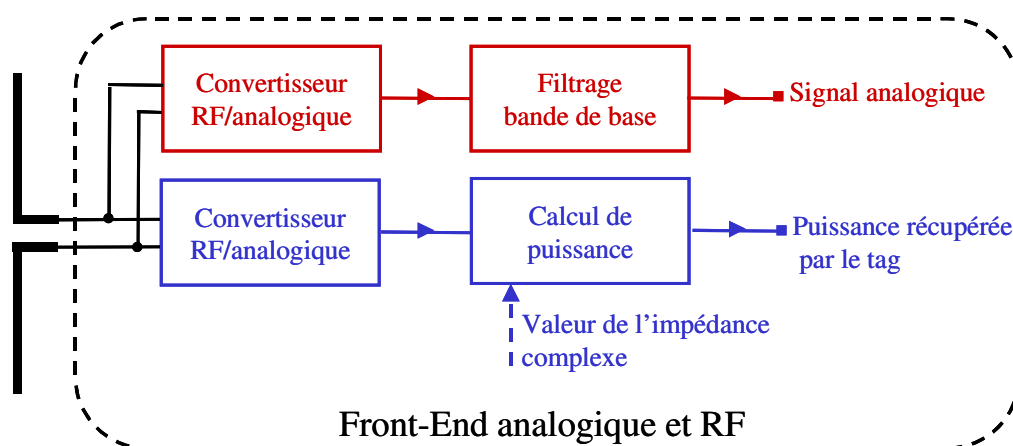 Convertisseur
RF/analogique
Filtrage
bande de base
Signal analogique
Convertisseur
RF/analogique
Calcul de
puissance
Puissance récupérée
par le tag
Valeur de l'impédance
complexe
Front-End analogique et RF